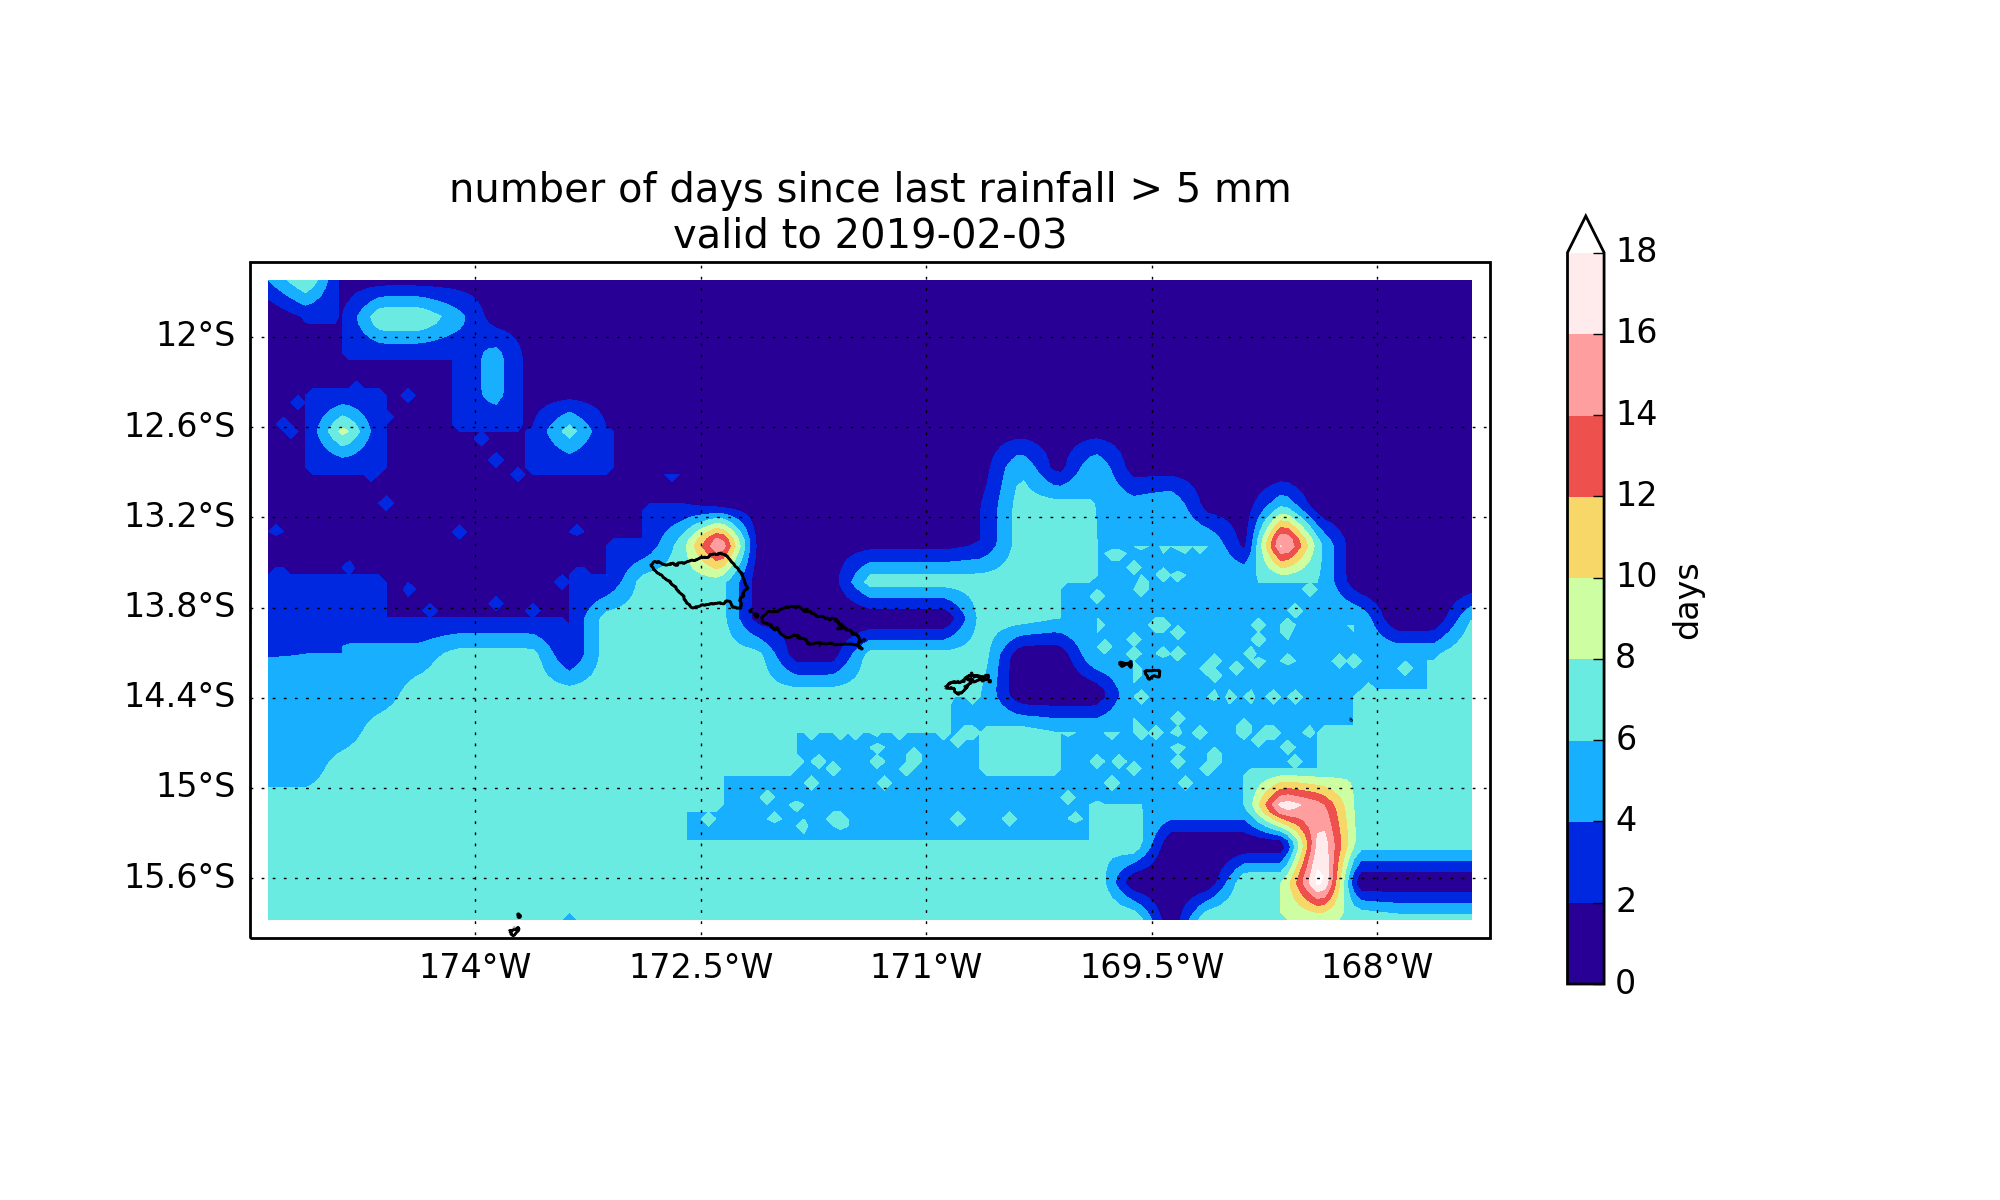 number of days since last rainfall > 5 mm
valid to 2019-02-03
12°S
12.6°S
13.2°S
13.8°S
14.4°S
15°S
15.6°S
174°W
172.5°W
171°W
169.5°W
168°W
18
16
14
12
10
8
6
4
2
0
days